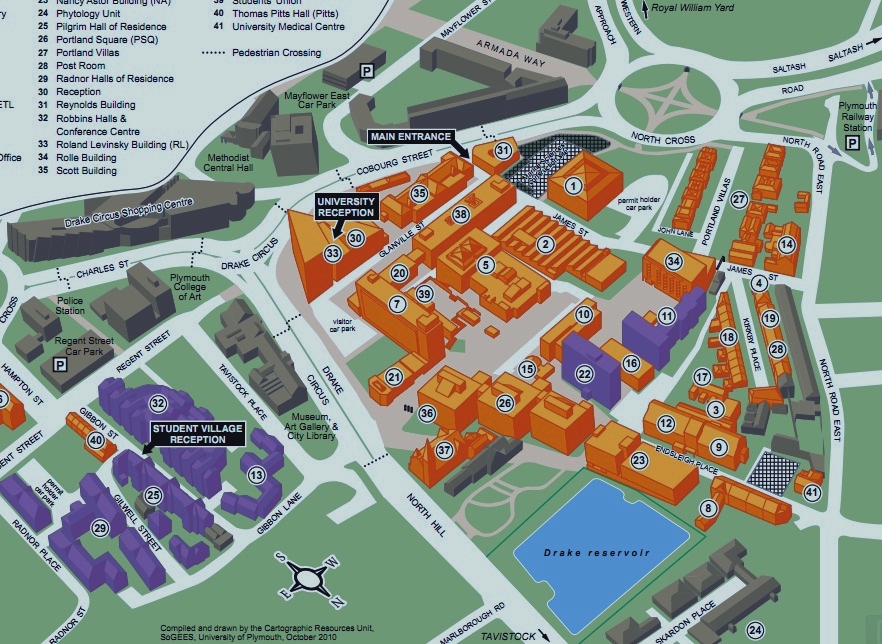 23 Nancy Astor Building (NA)
24 Phytology Unit
25 Pilgrim Hall of Residence
26 Portland Square (PSQ)
27 Portland Villas
28 Post Room
29 Radnor Halls of Residence
30 Reception
31 Reynolds Building
32 Robbins Halls &
Conference Centre
33 Roland Levinsky Building (RL)
34 Rolle Building
35 Scott Building
39 Students' Union
40 Thomas Pitts Hall (Pitts)
41 University Medical Centre
Pedestrian Crossing
ETL
Office
MAYFLOWER ST
ARMADA WAY
APPROACH
WESTERN
Royal William Yard
SALTASH
SALTASH
ROAD
Plymouth
Railway
Station
P
NORTH CROSS
NORTH ROAD EAST
P
Mayflower East
Car Park
MAIN ENTRANCE
31
Methodist
Central Hall
COBOURG STREET
1
permit holder
car park
PORTLAND VILLAS
27
35
38
JAMES ST
JOHN LANE
14
Drake Circus Shopping Centre
UNIVERSITY
RECEPTION
30
33
GLANVILLE ST
2
34
5
20
39
7
JAMES ST
4
CHARLES ST
DRAKE CIRCUS
Plymouth
College
of Art
CROSS
Police
Station
visitor
car park
10
11
18
KIRKBY PLACE
19
28
Regent Street
Car Park
P
REGENT STREET
TAVISTOCK PLACE
DRAKE
CIRCUS
21
15
22
16
17
NORTH ROAD EAST
HAMPTON ST
32
36
26
3
12
9
GIBBON ST
40
STUDENT VILLAGE
RECEPTION
Museum,
Art Gallery &
City Library
37
23
ENDSLEIGH PLACE
ENT STREET
permit
holder
car park
25
13
41
8
GILWELL STREET
29
GIBBON LANE
NORTH HILL
RADNOR PLACE
Drake reservoir
S
W
E
N
RADNOR ST
Compiled and drawn by the Cartographic Resources Unit,
SoGEES, University of Plymouth, October 2010
MARLBOROUGH RD
TAVISTOCK
SKARDON PLACE
24